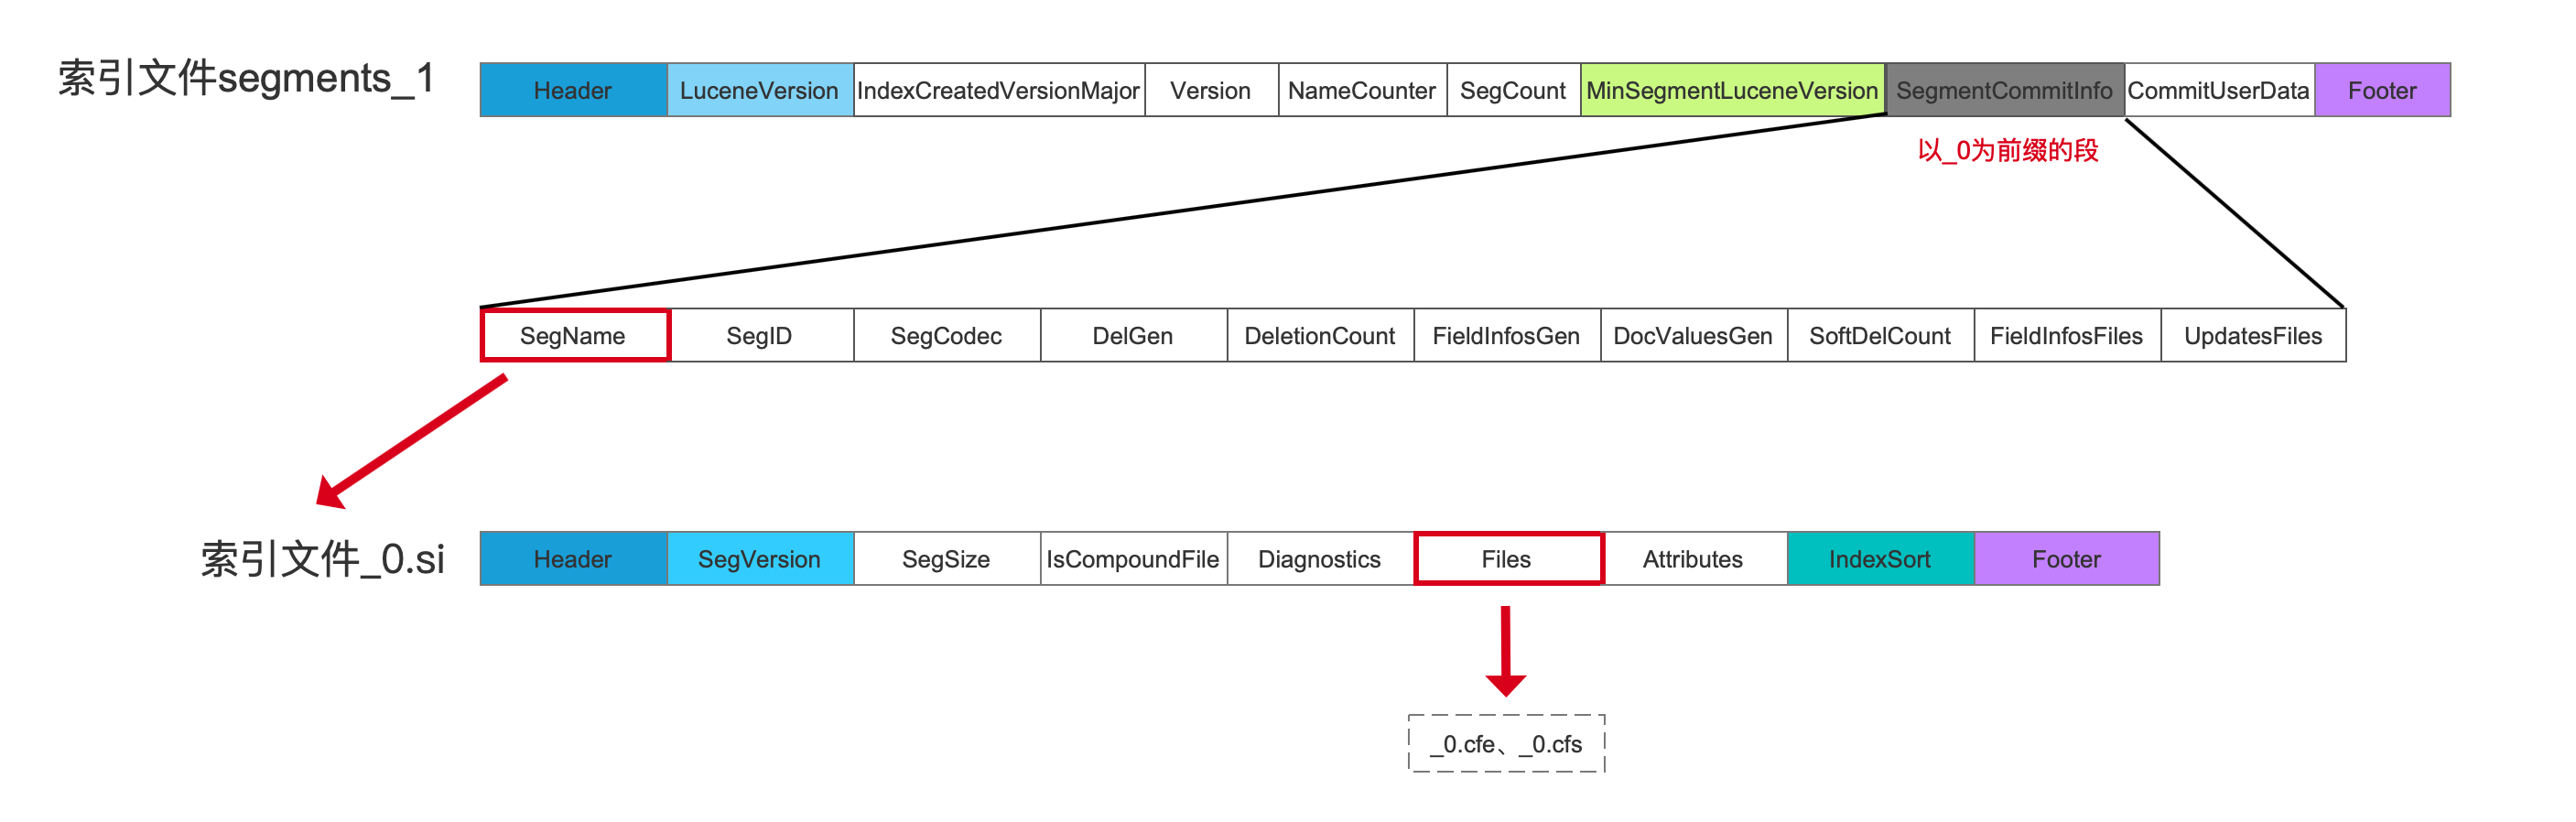 索引文件segments_1
Header LuceneVersion IndexCreatedVersionMajor Version NameCounter SegCount MinSegmentLuceneVersion SegmentCommitInfo CommitUserData Footer
以_0为前缀的段
SegName SegID SegCodec DelGen DeletionCount FieldInfosGen DocValuesGen SoftDelCount FieldInfosFiles UpdatesFiles
索引文件_0.si
Header SegVersion SegSize IsCompoundFile Diagnostics Files Attributes IndexSort Footer
_0.cfe、_0.cfs